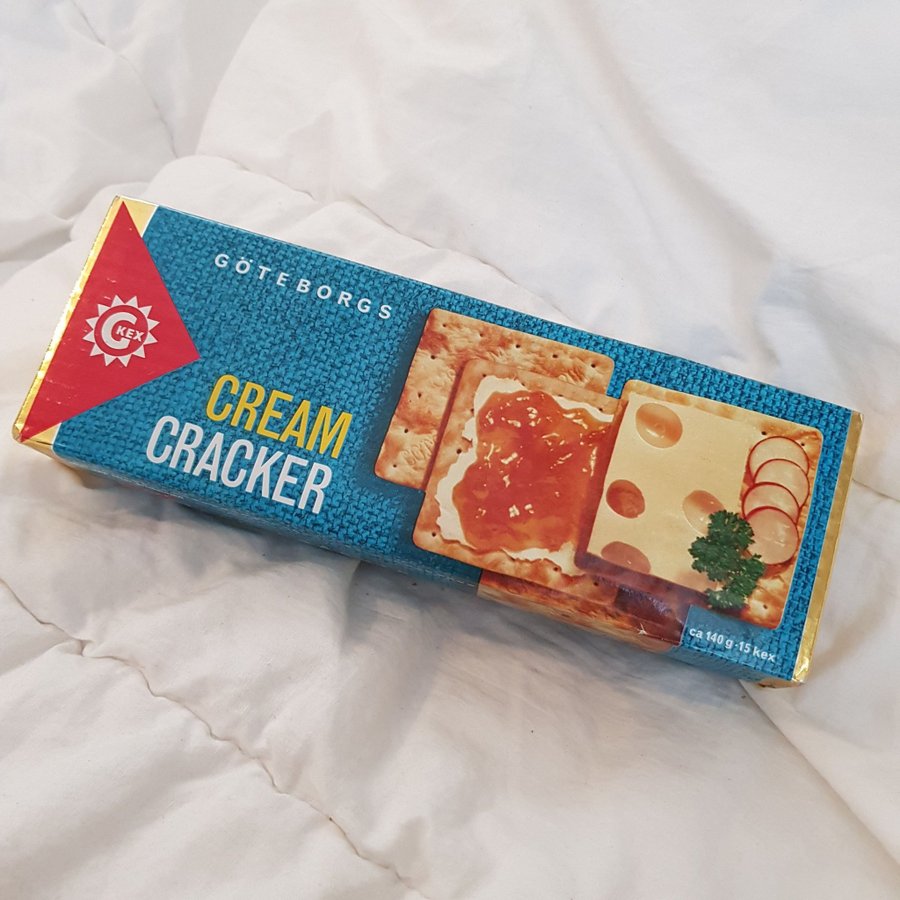 G KEX
GÖTEBORGS
CREAM
CRACKER
ca 140 g - 15 kex